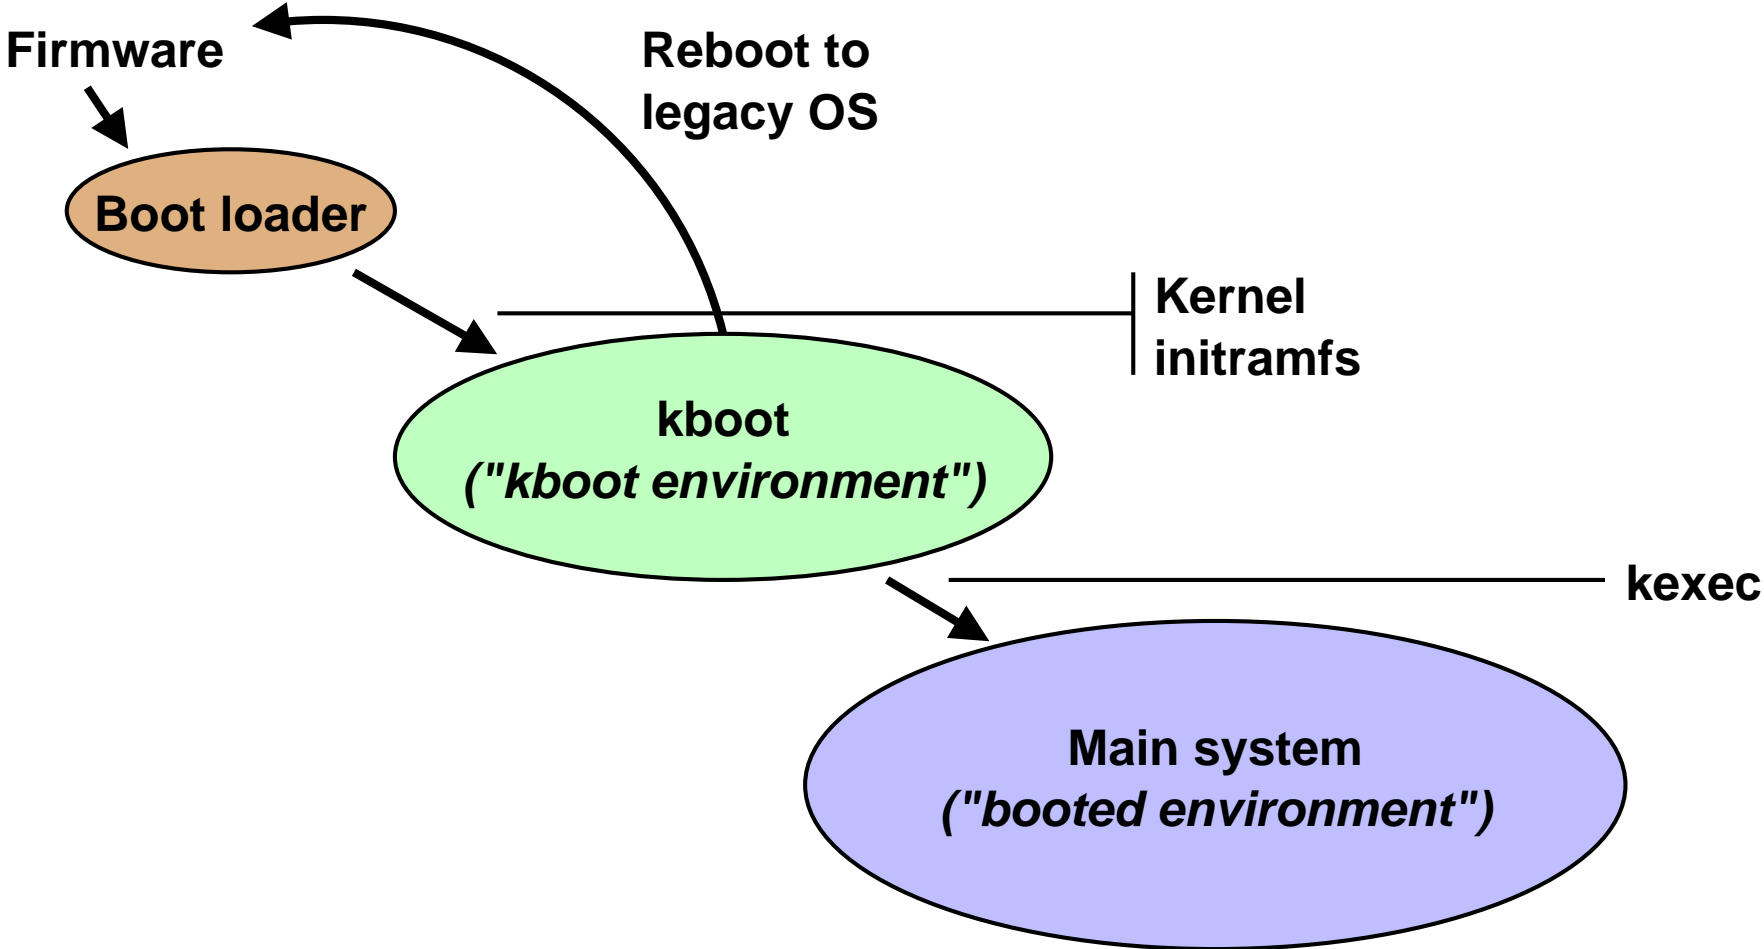 Firmware
Reboot to
legacy OS
Boot loader
Kernel
initramfs
kboot
("kboot environment")
kexec
Main system
("booted environment")